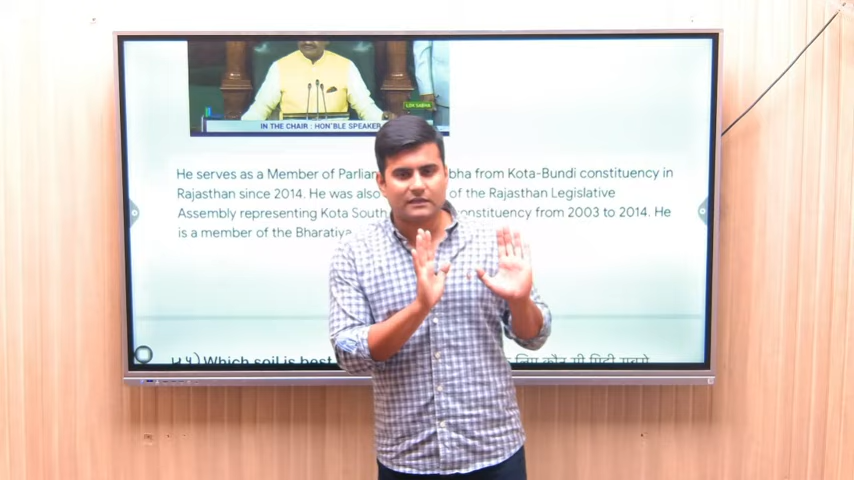 LOK SABHA
IN THE CHAIR : HON'BLE SPEAKER
He serves as a Member of Parliam bha from Kota-Bundi constituency in
Rajasthan since 2014. He was also of the Rajasthan Legislative
Assembly representing Kota South onstituency from 2003 to 2014. He
is a member of the Bharatiya
Which soil is best के लिए कौन सी मिट्टी सबसे